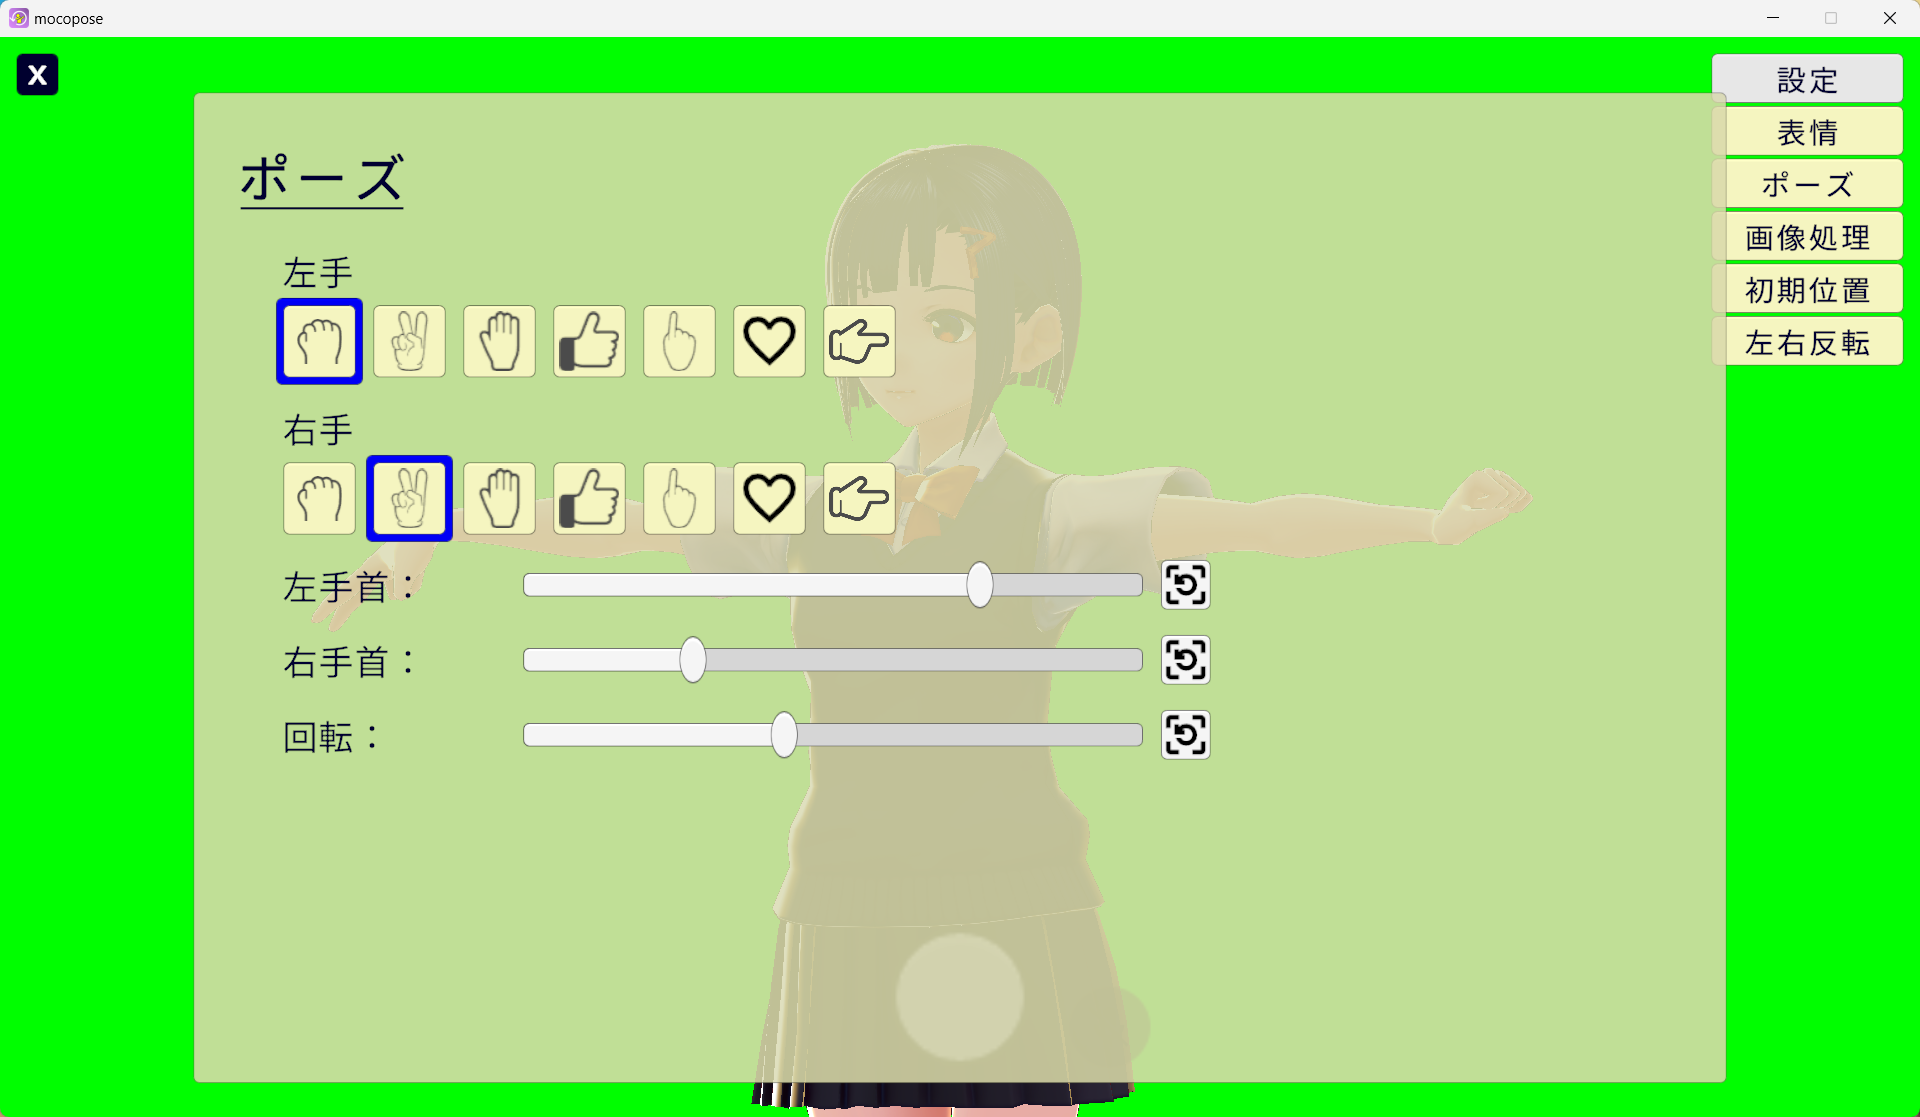 mocopose
X
設定
表情
ポーズ
画像処理
初期位置
左右反転
ポーズ
左手
右手
左手首：
右手首：
回転：